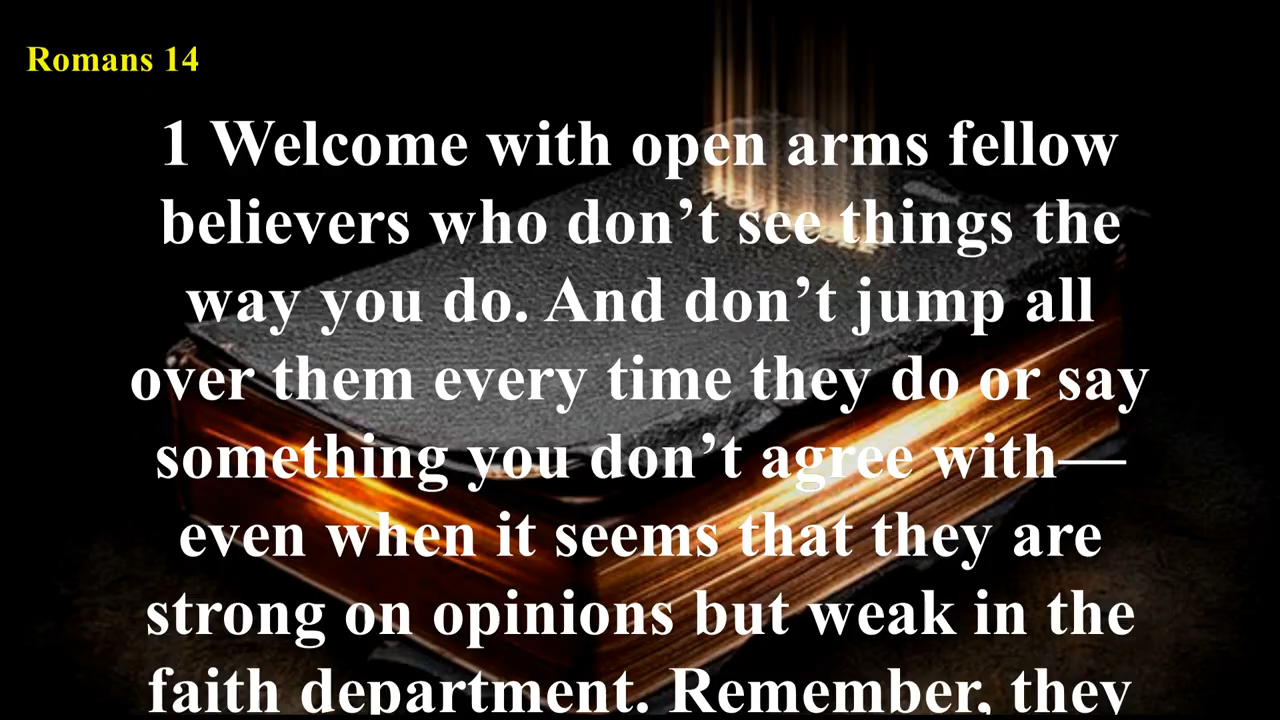 Romans 14
1 Welcome with open arms fellow
believers who don’t see things the
way you do. And don’t jump all
over them every time they do or say
something you don’t agree with—
even when it seems that they are
strong on opinions but weak in the
faith department. Remember, they